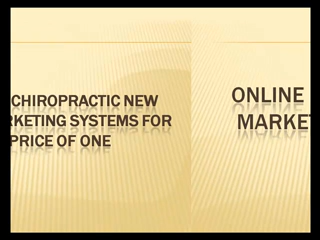 CHIROPRACTIC NEW
RKETING SYSTEMS FOR
PRICE OF ONE
ONLINE
MARKET